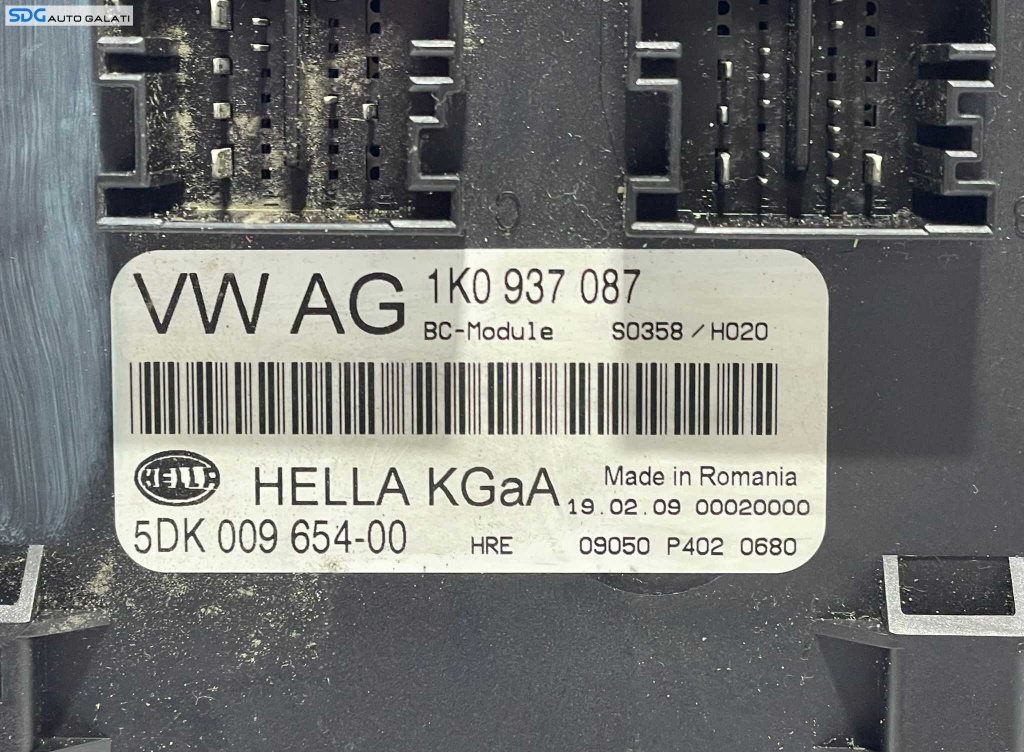 SDG AUTO GALATI
VW AG 1K0 937 087
BC-Module S0358 / H020
HELLA HELLA KGaA Made in Romania
19.02.09 00020000
5DK 009 654-00 HRE 09050 P402 0680
C